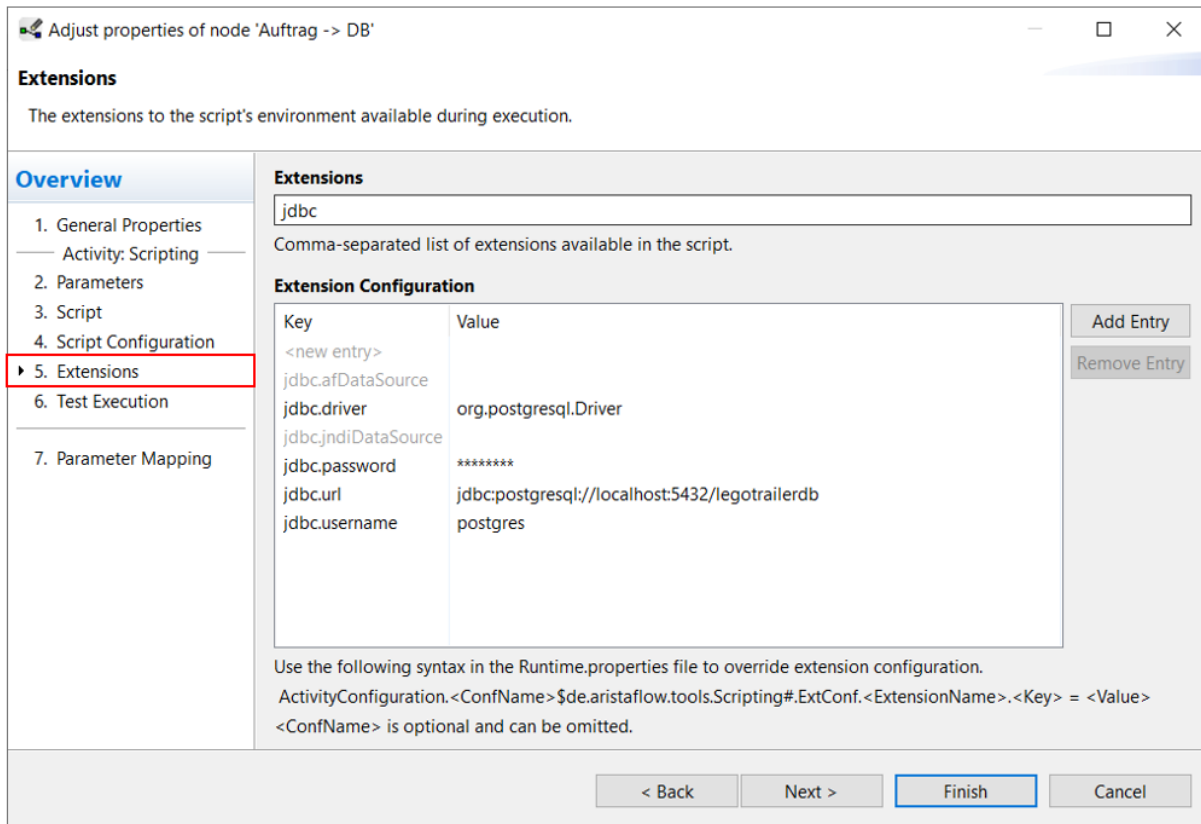 Adjust properties of node 'Auftrag -> DB'
Extensions
The extensions to the script's environment available during execution.
Overview
1. General Properties
Activity: Scripting
2. Parameters
3. Script
4. Script Configuration
5. Extensions
6. Test Execution
7. Parameter Mapping
Extensions
jdbc
Comma-separated list of extensions available in the script.
Extension Configuration
Key Value
<new entry>
jdbc.afDataSource
jdbc.driver org.postgresql.Driver
jdbc.jndiDataSource
jdbc.password ********
jdbc.url jdbc:postgresql://localhost:5432/legotrailerdb
jdbc.username postgres
Add Entry
Remove Entry
Use the following syntax in the Runtime.properties file to override extension configuration.
ActivityConfiguration.<ConfName>$de.aristaflow.tools.Scripting#.ExtConf.<ExtensionName>.<Key> = <Value>
<ConfName> is optional and can be omitted.
< Back Next > Finish Cancel